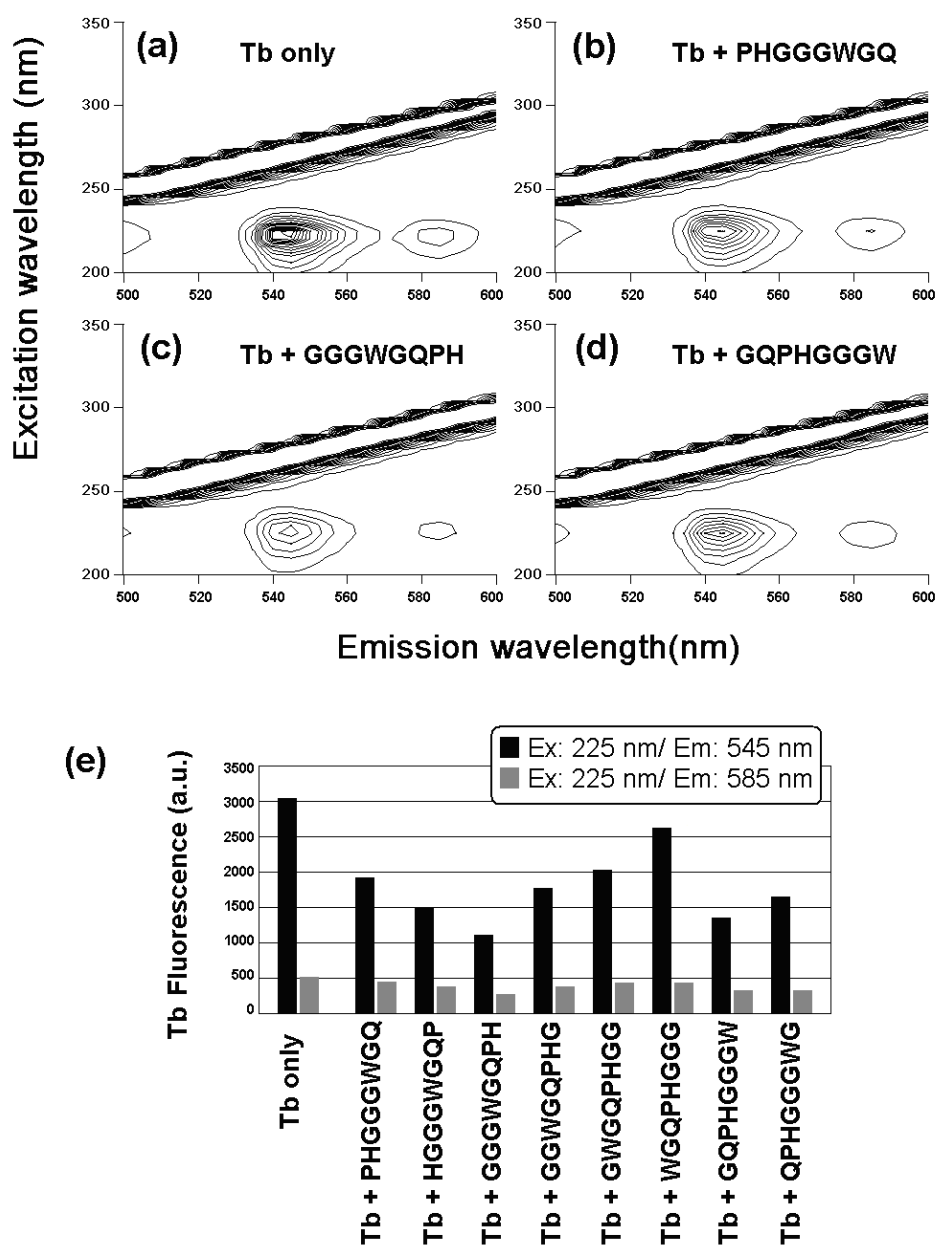 Excitation wavelength (nm)
(a) Tb only
350
300
250
200
500 520 540 560 580 600
(b) Tb + PHGGGWGQ
350
300
250
200
500 520 540 560 580 600
(c) Tb + GGGWGQPH
350
300
250
200
500 520 540 560 580 600
(d) Tb + GQPHGGGW
350
300
250
200
500 520 540 560 580 600
Emission wavelength(nm)
(e)
Ex: 225 nm/ Em: 545 nm
Ex: 225 nm/ Em: 585 nm
Tb Fluorescence (a.u.)
3500
3000
2500
2000
1500
1000
500
0
Tb only
Tb + PHGGGWGQ
Tb + HGGGWGQP
Tb + GGGWGQPH
Tb + GGWGQPHG
Tb + GWGQPHGG
Tb + WGQPHGGG
Tb + GQPHGGGW
Tb + QPHGGGWG